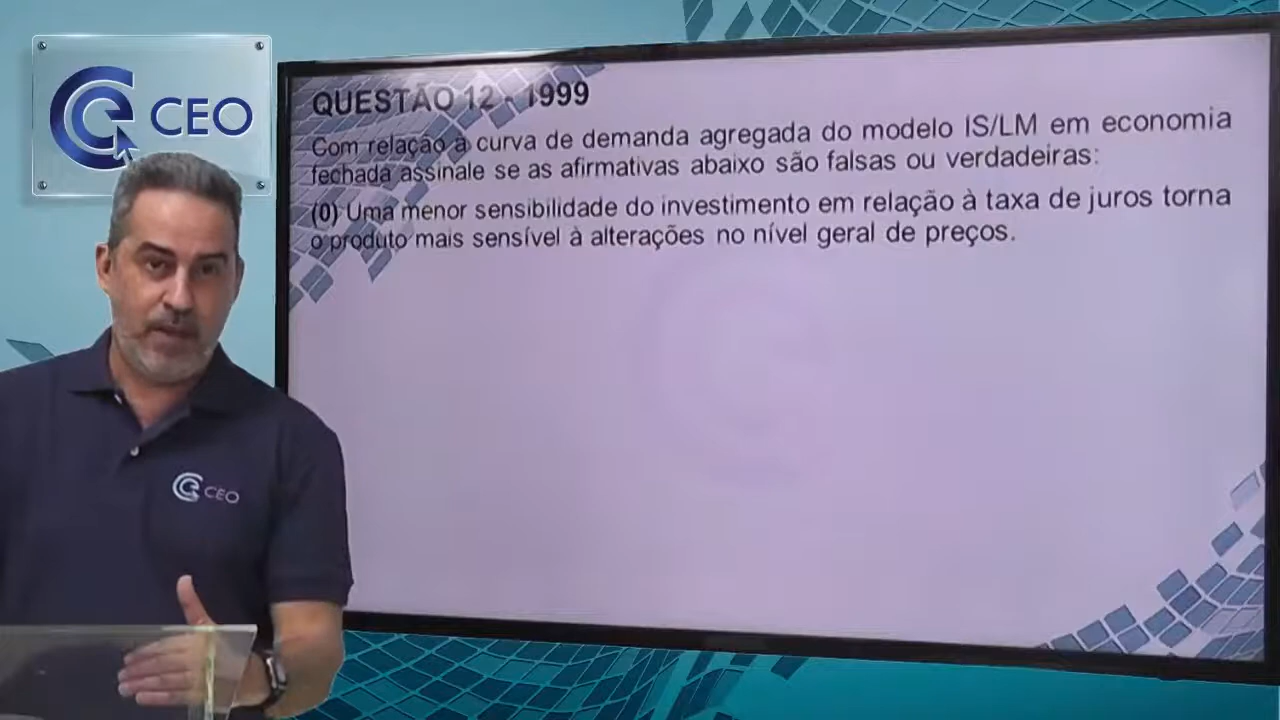 CEO
QUESTÃO 12 - 1999
Com relação à curva de demanda agregada do modelo IS/LM em economia
fechada assinale se as afirmativas abaixo são falsas ou verdadeiras:
(0) Uma menor sensibilidade do investimento em relação à taxa de juros torna
o produto mais sensível à alterações no nível geral de preços.
CEO